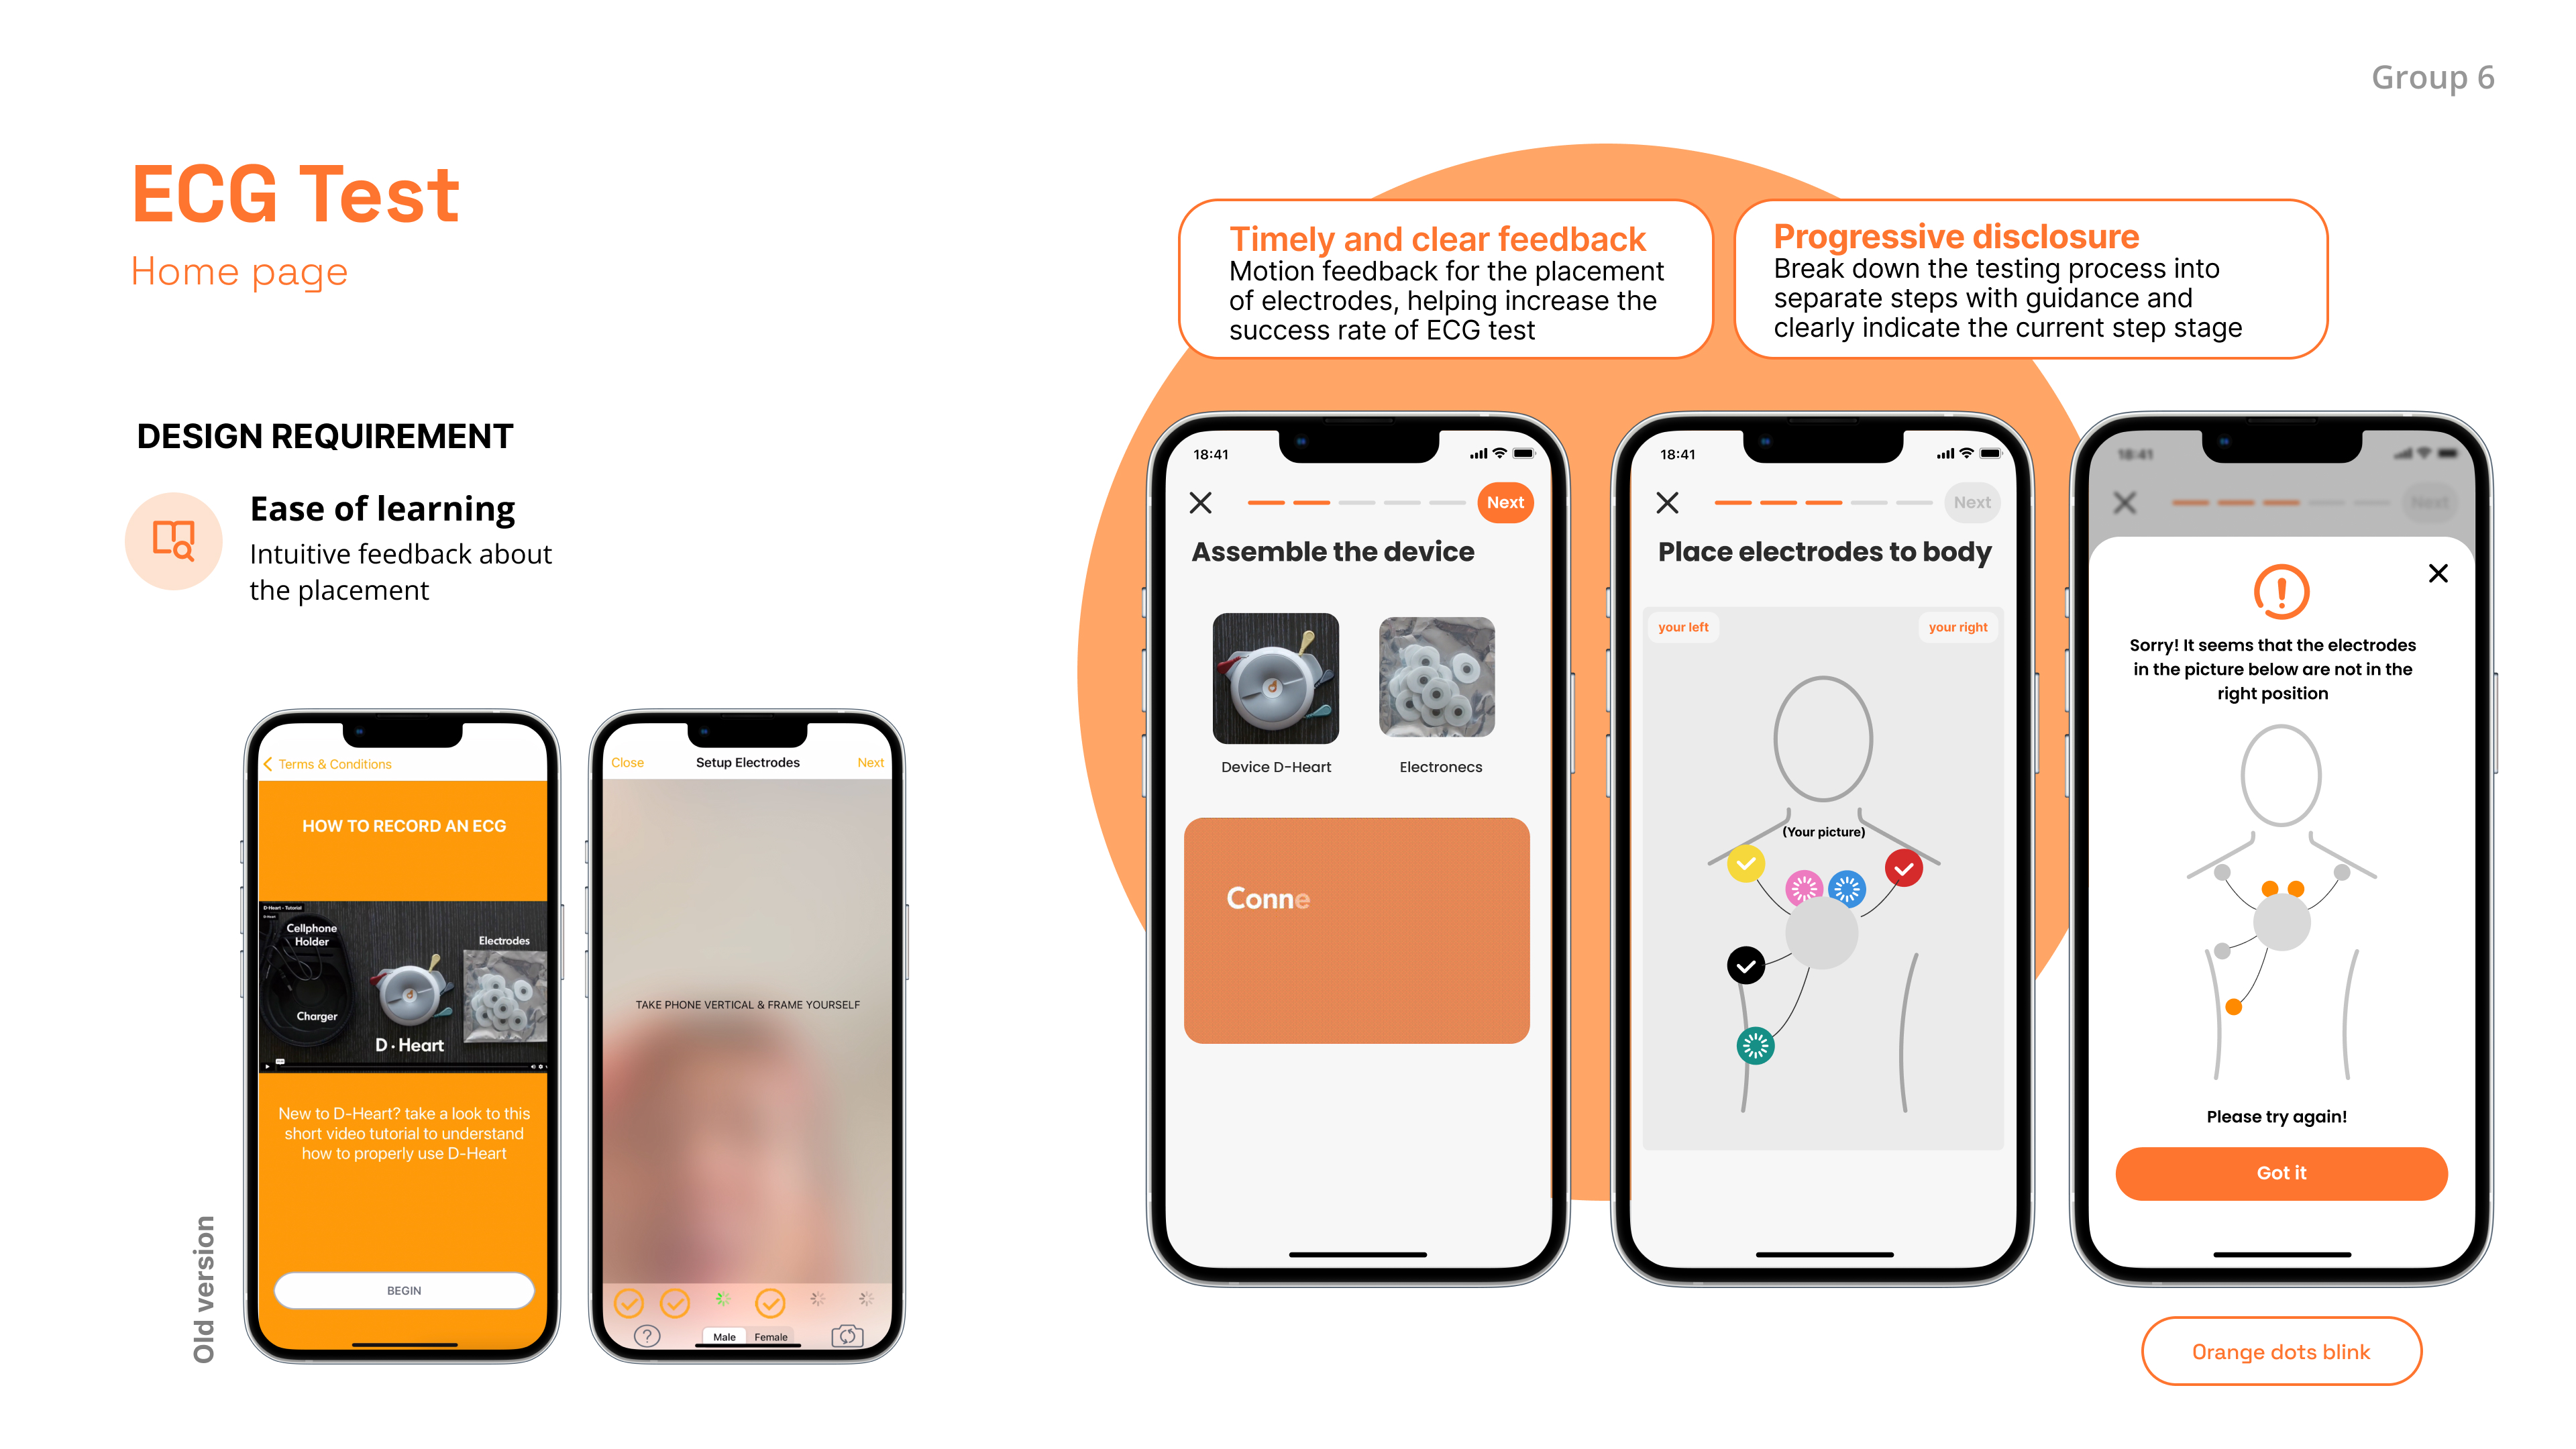 Group 6
ECG Test
Home page
DESIGN REQUIREMENT
Ease of learning
Intuitive feedback about
the placement
Old version
Terms & Conditions
HOW TO RECORD AN ECG
D-Heart - Tutorial
Cellphone
Holder
Electrodes
Charger
D · Heart
New to D-Heart? take a look to this
short video tutorial to understand
how to properly use D-Heart
BEGIN
Close
Setup Electrodes
Next
TAKE PHONE VERTICAL & FRAME YOURSELF
Male
Female
Timely and clear feedback
Motion feedback for the placement
of electrodes, helping increase the
success rate of ECG test
Progressive disclosure
Break down the testing process into
separate steps with guidance and
clearly indicate the current step stage
18:41
Next
Assemble the device
Device D-Heart
Electronecs
Conne
18:41
Next
Place electrodes to body
your left
your right
(Your picture)
18:41
Next
Sorry! It seems that the electrodes
in the picture below are not in the
right position
Please try again!
Got it
Orange dots blink